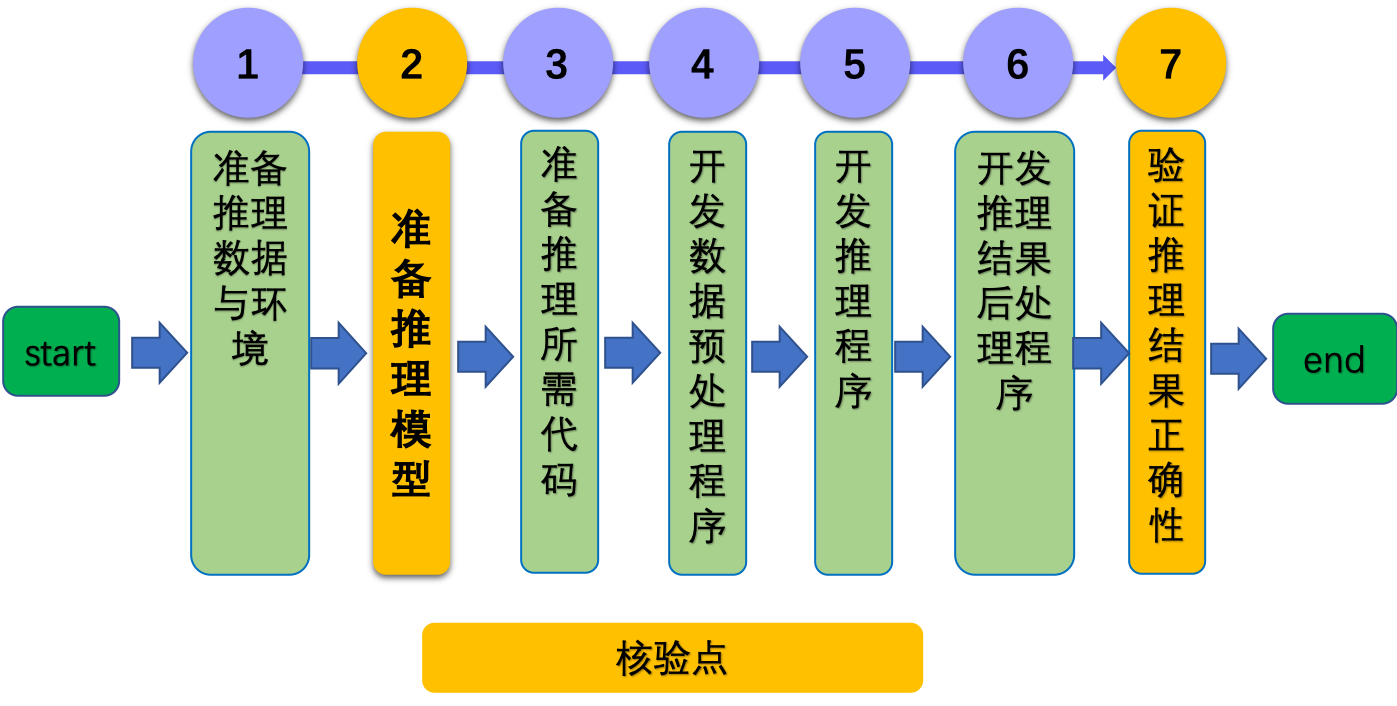 1
2
3
4
5
6
7
start
准备
推理
数据
与环
境
准
备
推
理
模
型
准
备
推
理
所
需
代
码
开
发
数
据
预
处
理
程
序
开
发
推
理
程
序
开发
推理
结果
后处
理程
序
验
证
推
理
结
果
正
确
性
end
核验点